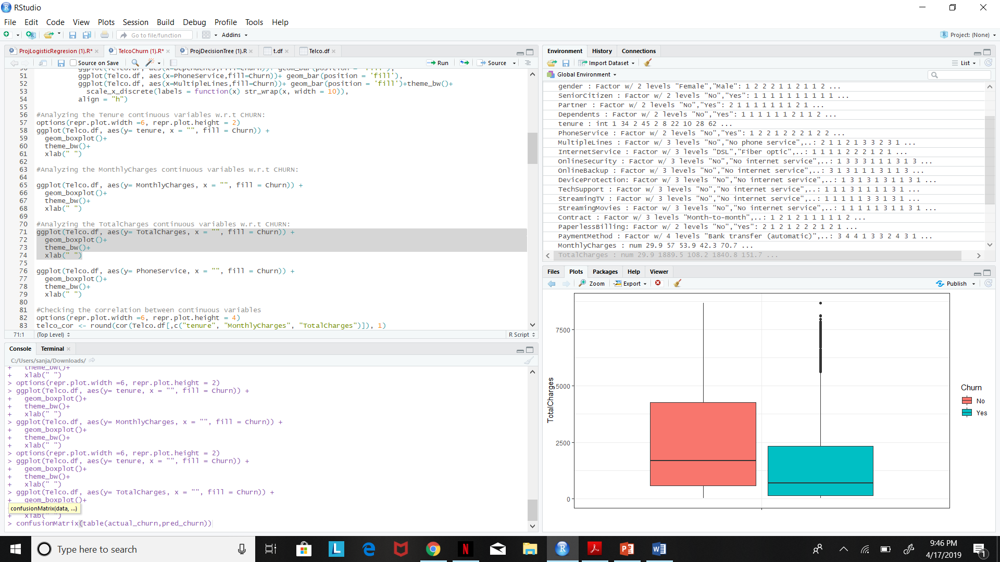 RStudio
File Edit Code View Plots Session Build Debug Profile Tools Help
Go to file/function Addins Project: (None)
ProjLogisticRegresion (1).R* TelcoChurn (1).R* ProjDecisionTree (1).R t.df Telco.df
Source on Save Run Source
50 ggplot(Telco.df, aes(x=Dependents,fill=Churn))+ geom_bar(position = 'fill'),
51 ggplot(Telco.df, aes(x=PhoneService,fill=Churn))+ geom_bar(position = 'fill'),
52 ggplot(Telco.df, aes(x=MultipleLines,fill=Churn))+ geom_bar(position = 'fill')+theme_bw()+
53 scale_x_discrete(labels = function(x) str_wrap(x, width = 10)),
54 align = "h")
55
56 #Analyzing the Tenure continuous variables w.r.t CHURN:
57 options(repr.plot.width =6, repr.plot.height = 2)
58 ggplot(Telco.df, aes(y= tenure, x = "", fill = Churn)) +
59 geom_boxplot()+
60 theme_bw()+
61 xlab(" ")
62
63 #Analyzing the MonthlyCharges continuous variables w.r.t CHURN:
64
65 ggplot(Telco.df, aes(y= MonthlyCharges, x = "", fill = Churn)) +
66 geom_boxplot()+
67 theme_bw()+
68 xlab(" ")
69
70 #Analyzing the TotalCharges continuous variables w.r.t CHURN:
71 ggplot(Telco.df, aes(y= TotalCharges, x = "", fill = Churn)) +
72 geom_boxplot()+
73 theme_bw()+
74 xlab(" ")
75
76 ggplot(Telco.df, aes(y= PhoneService, x = "", fill = Churn)) +
77 geom_boxplot()+
78 theme_bw()+
79 xlab(" ")
80
81 #Checking the correlation between continuous variables
82 options(repr.plot.width =6, repr.plot.height = 4)
83 telco_cor <- round(cor(Telco.df[,c("tenure", "MonthlyCharges", "TotalCharges")]), 1)
71:1 (Top Level) R Script
Console Terminal
C:/Users/sanja/Downloads/
+ theme_bw()+
+ xlab(" ")
> options(repr.plot.width =6, repr.plot.height = 2)
> ggplot(Telco.df, aes(y= tenure, x = "", fill = Churn)) +
+ geom_boxplot()+
+ theme_bw()+
+ xlab(" ")
> ggplot(Telco.df, aes(y= MonthlyCharges, x = "", fill = Churn)) +
+ geom_boxplot()+
+ theme_bw()+
+ xlab(" ")
> options(repr.plot.width =6, repr.plot.height = 2)
> ggplot(Telco.df, aes(y= tenure, x = "", fill = Churn)) +
+ geom_boxplot()+
+ theme_bw()+
+ xlab(" ")
> ggplot(Telco.df, aes(y= TotalCharges, x = "", fill = Churn)) +
+ geom_boxplot()+
confusionMatrix(data, ...)
+ xlab(" ")
> confusionMatrix(table(actual_churn,pred_churn))
Environment History Connections
Import Dataset List
Global Environment
gender : Factor w/ 2 levels "Female","Male": 1 2 2 2 1 1 2 1 1 2 ...
SeniorCitizen : Factor w/ 2 levels "No","Yes": 1 1 1 1 1 1 1 1 1 1 ...
Partner : Factor w/ 2 levels "No","Yes": 2 1 1 1 1 1 1 1 2 1 ...
Dependents : Factor w/ 2 levels "No","Yes": 1 1 1 1 1 1 2 1 1 2 ...
tenure : int 1 34 2 45 2 8 22 10 28 62 ...
PhoneService : Factor w/ 2 levels "No","Yes": 1 2 2 1 2 2 2 1 2 2 ...
MultipleLines : Factor w/ 3 levels "No","No phone service",..: 2 1 1 2 1 3 3 2 3 1 ...
InternetService : Factor w/ 3 levels "DSL","Fiber optic",..: 1 1 1 1 2 2 2 1 2 1 ...
OnlineSecurity : Factor w/ 3 levels "No","No internet service",..: 1 3 3 3 1 1 1 3 1 3 ...
OnlineBackup : Factor w/ 3 levels "No","No internet service",..: 3 1 3 1 1 1 3 1 1 3 ...
DeviceProtection: Factor w/ 3 levels "No","No internet service",..: 1 3 1 3 1 3 1 1 3 1 ...
TechSupport : Factor w/ 3 levels "No","No internet service",..: 1 1 1 3 1 1 1 1 3 1 ...
StreamingTV : Factor w/ 3 levels "No","No internet service",..: 1 1 1 1 1 3 3 1 3 1 ...
StreamingMovies : Factor w/ 3 levels "No","No internet service",..: 1 1 1 1 1 3 1 1 3 1 ...
Contract : Factor w/ 3 levels "Month-to-month",..: 1 2 1 2 1 1 1 1 1 2 ...
PaperlessBilling: Factor w/ 2 levels "No","Yes": 2 1 2 1 2 2 2 1 2 1 ...
PaymentMethod : Factor w/ 4 levels "Bank transfer (automatic)",..: 3 4 4 1 3 3 2 4 3 1 ...
MonthlyCharges : num 29.9 57 53.9 42.3 70.7 ...
TotalCharges : num 29.9 1889.5 108.2 1840.8 151.7 ...
Files Plots Packages Help Viewer
Zoom Export Publish
TotalCharges
7500
5000
2500
0
Churn
No
Yes
Type here to search
9:46 PM
4/17/2019
1